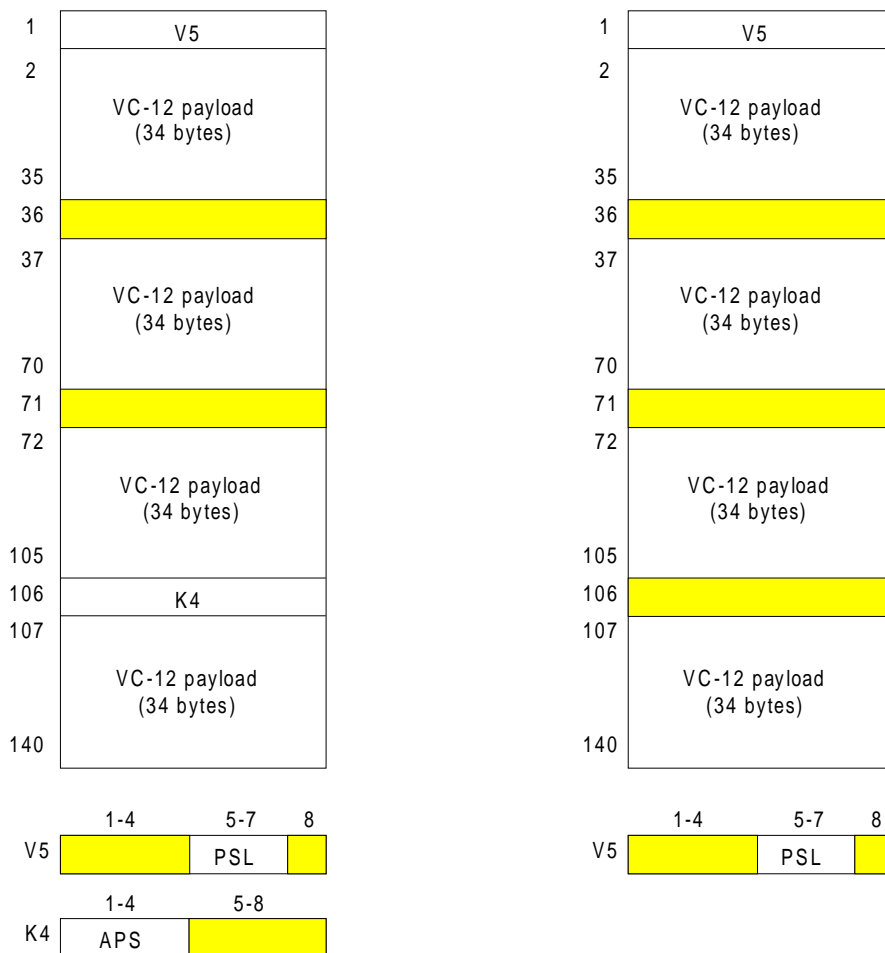 1 V5
2
VC-12 payload
(34 bytes)
35
36
37
VC-12 payload
(34 bytes)
70
71
72
VC-12 payload
(34 bytes)
105
106 K4
107
VC-12 payload
(34 bytes)
140
1-4 5-7 8
V5 PSL
1-4 5-8
K4 APS
1 V5
2
VC-12 payload
(34 bytes)
35
36
37
VC-12 payload
(34 bytes)
70
71
72
VC-12 payload
(34 bytes)
105
106
107
VC-12 payload
(34 bytes)
140
1-4 5-7 8
V5 PSL